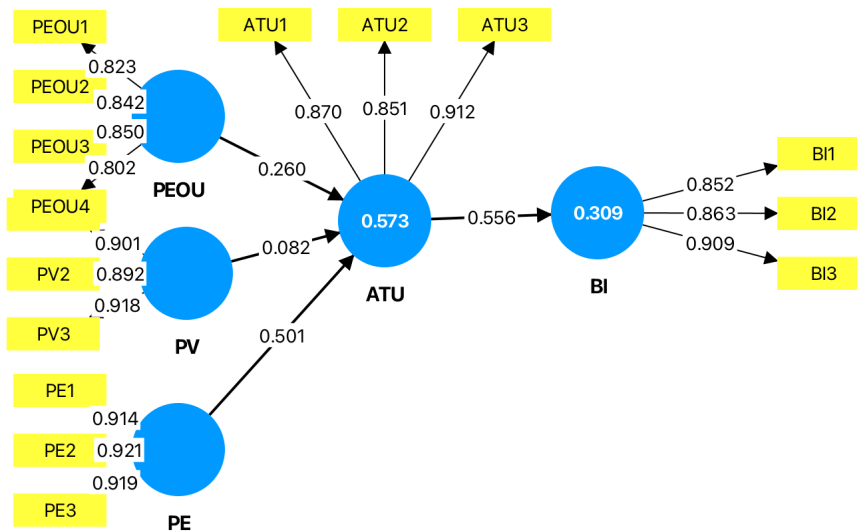 PEOU1
ATU1
ATU2
ATU3
0.823
PEOU2
0.842
0.870
0.851
0.912
0.850
PEOU3
0.802
PEOU
0.260
BI1
0.852
PEOU4
0.573
0.556
0.309
0.863
BI2
0.901
0.082
0.909
PV2
0.892
BI3
ATU
BI
0.918
PV3
PV
0.501
PE1
0.914
PE2
0.921
0.919
PE3
PE